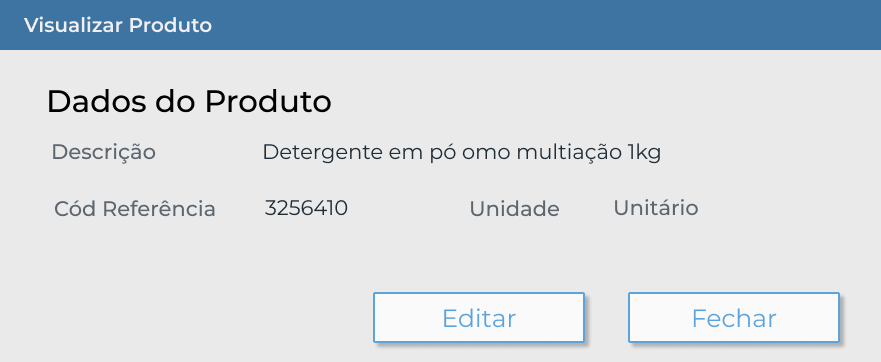 Visualizar Produto
Dados do Produto
Descrição Detergente em pó omo multiação 1kg
Cód Referência 3256410 Unidade Unitário
Editar Fechar